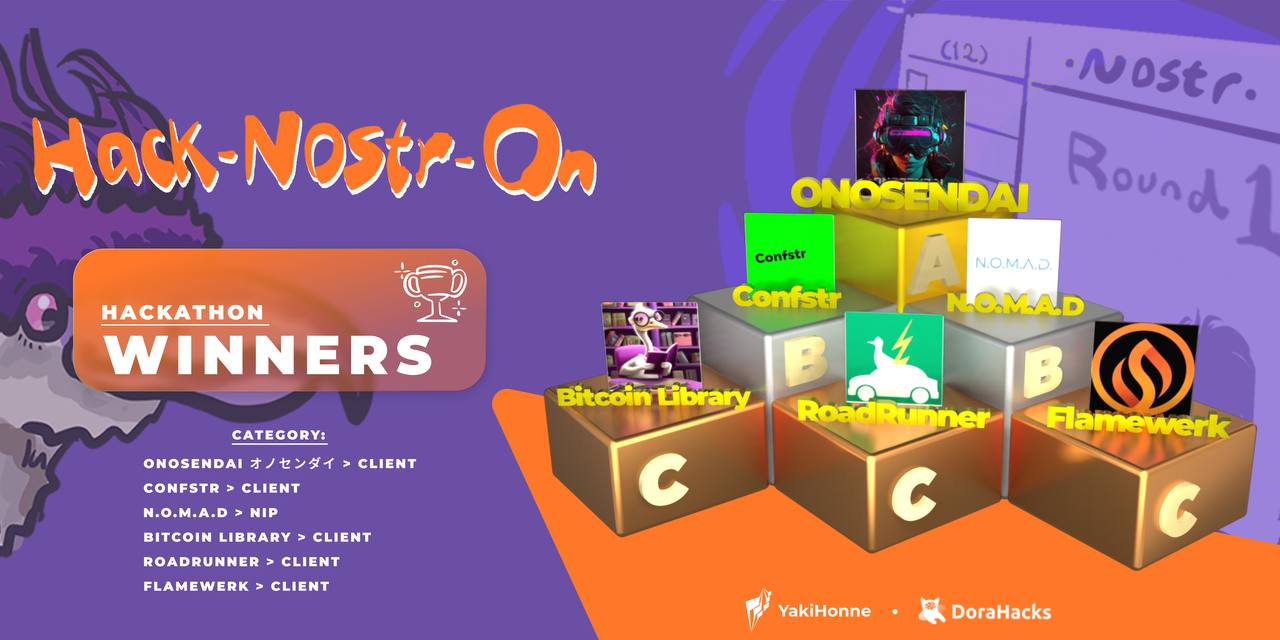 Hack-Nostr-On
HACKATHON
WINNERS
CATEGORY:
ONOSENDAI オノセンダイ > CLIENT
CONFSTR > CLIENT
N.O.M.A.D > NIP
BITCOIN LIBRARY > CLIENT
ROADRUNNER > CLIENT
FLAMEWERK > CLIENT
(12)
·Nostr·
Round 1
ONOSENDAI
A
Confstr
Confstr
B
N.O.M.A.D.
N.O.M.A.D
B
Bitcoin Library
C
RoadRunner
C
Flamewerk
C
YakiHonne • DoraHacks